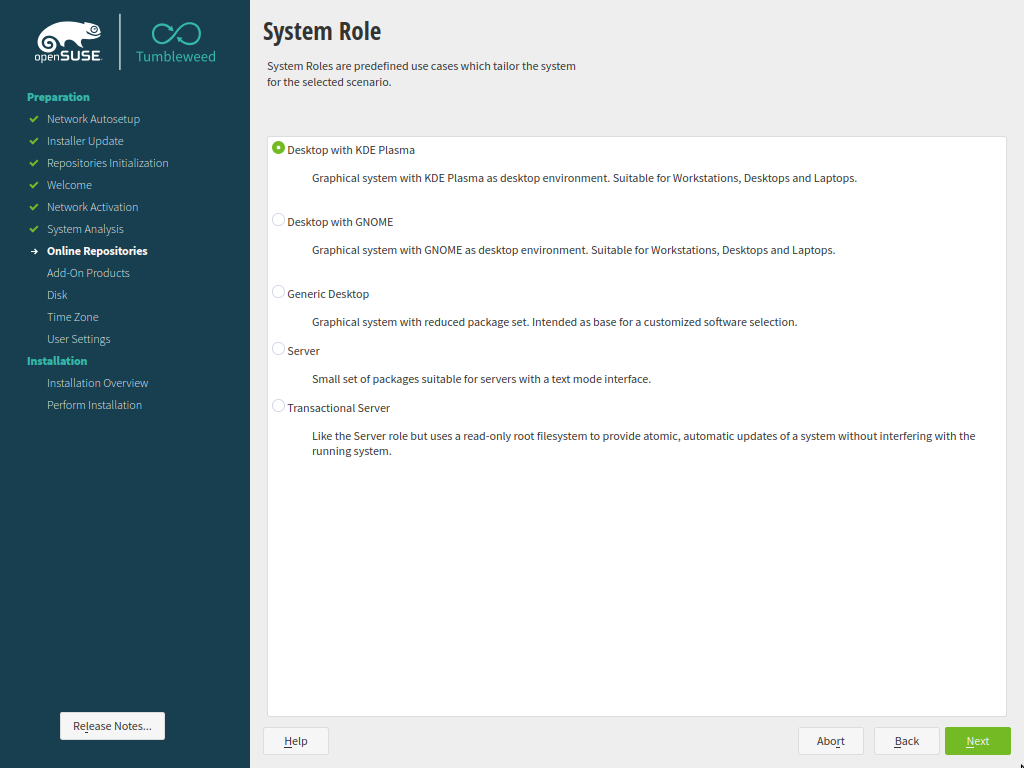 openSUSE
Tumbleweed
Preparation
Network Autosetup
Installer Update
Repositories Initialization
Welcome
Network Activation
System Analysis
Online Repositories
Add-On Products
Disk
Time Zone
User Settings
Installation
Installation Overview
Perform Installation
Release Notes...
System Role
System Roles are predefined use cases which tailor the system
for the selected scenario.
Desktop with KDE Plasma
Graphical system with KDE Plasma as desktop environment. Suitable for Workstations, Desktops and Laptops.
Desktop with GNOME
Graphical system with GNOME as desktop environment. Suitable for Workstations, Desktops and Laptops.
Generic Desktop
Graphical system with reduced package set. Intended as base for a customized software selection.
Server
Small set of packages suitable for servers with a text mode interface.
Transactional Server
Like the Server role but uses a read-only root filesystem to provide atomic, automatic updates of a system without interfering with the
running system.
Help
Abort
Back
Next